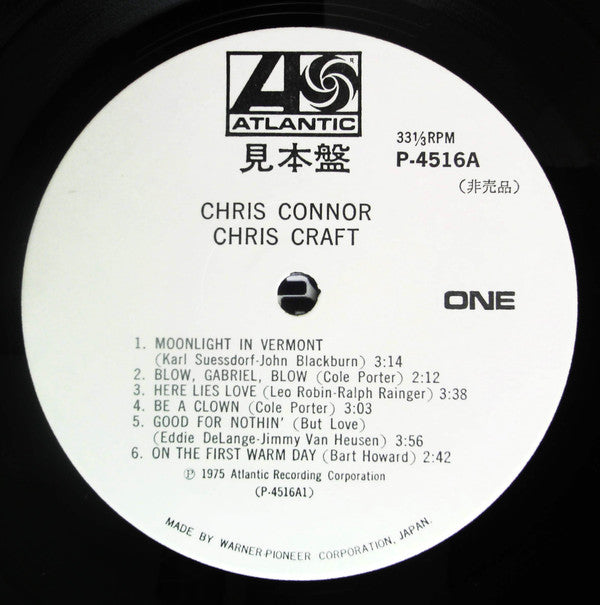 ATLANTIC
見本盤
33⅓RPM
P-4516A
(非売品)
CHRIS CONNOR
CHRIS CRAFT
ONE
1. MOONLIGHT IN VERMONT
(Karl Suessdorf-John Blackburn) 3:14
2. BLOW, GABRIEL, BLOW (Cole Porter) 2:12
3. HERE LIES LOVE (Leo Robin-Ralph Rainger) 3:38
4. BE A CLOWN (Cole Porter) 3:03
5. GOOD FOR NOTHIN' (But Love)
(Eddie DeLange-Jimmy Van Heusen) 3:56
6. ON THE FIRST WARM DAY (Bart Howard) 2:42
℗ 1975 Atlantic Recording Corporation
(P-4516A1)
MADE BY WARNER-PIONEER CORPORATION, JAPAN.